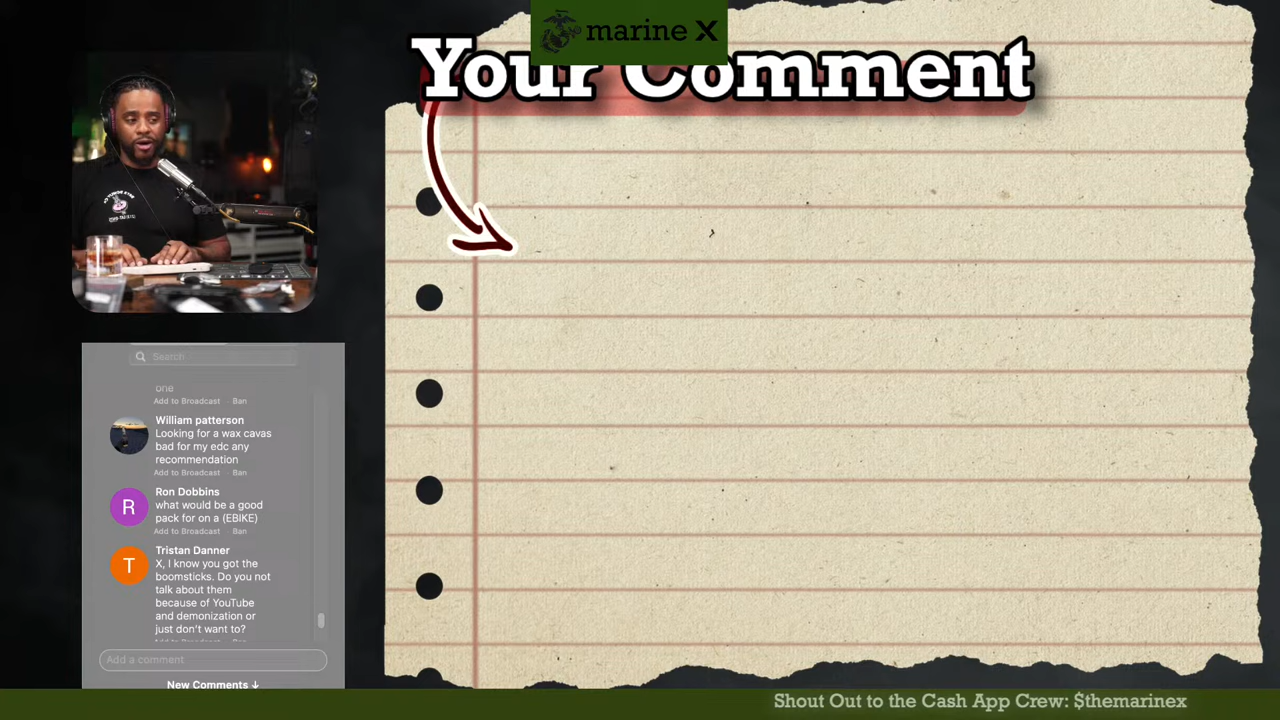 marine X
Your Comment
Search
one
Add to Broadcast · Ban
William patterson
Looking for a wax cavas
bad for my edc any
recommendation
Add to Broadcast · Ban
R
Ron Dobbins
what would be a good
pack for on a (EBIKE)
Add to Broadcast · Ban
T
Tristan Danner
X, I know you got the
boomsticks. Do you not
talk about them
because of YouTube
and demonization or
just don't want to?
Add a comment
New Comments ↓
Shout Out to the Cash App Crew: $themarinex